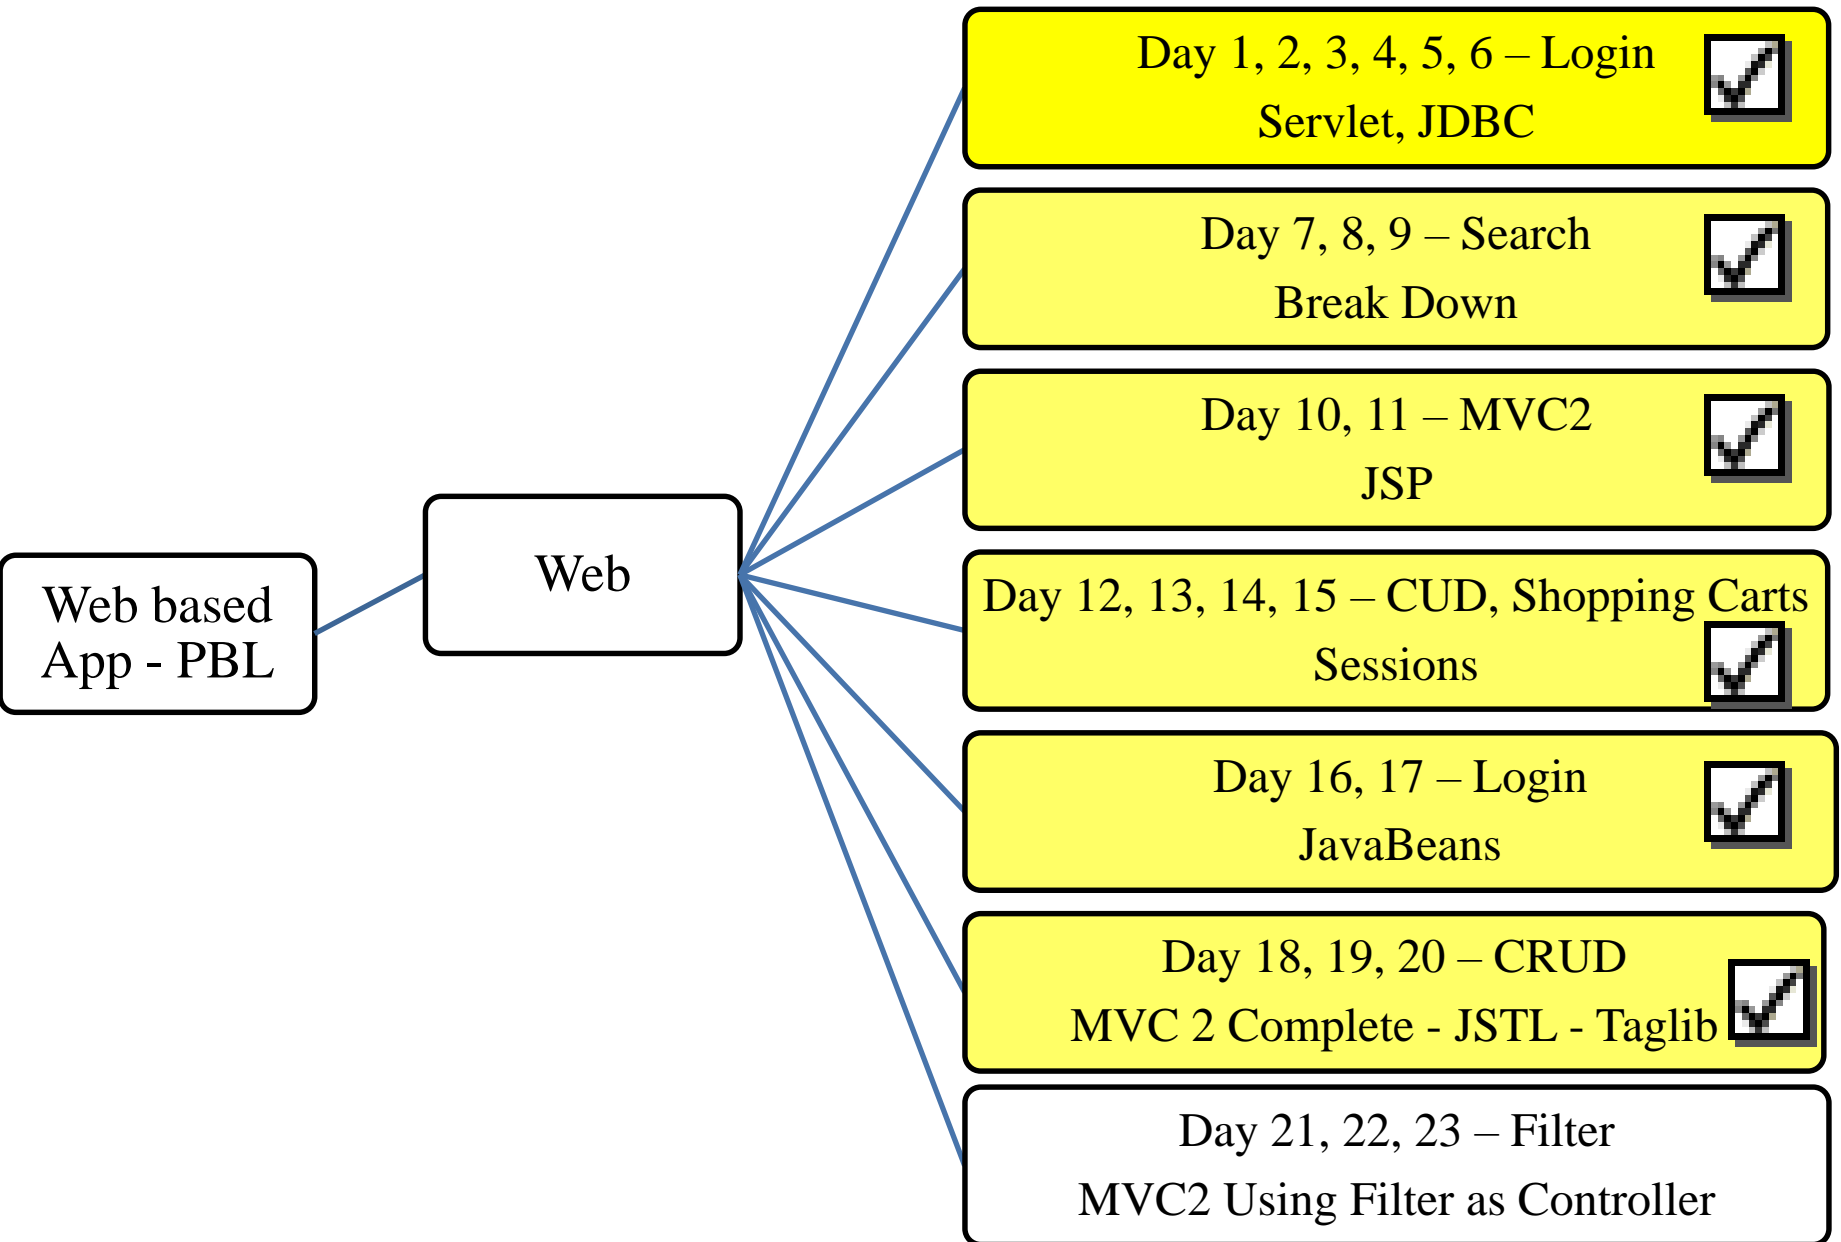 Web based
App - PBL
Web
Day 1, 2, 3, 4, 5, 6 – Login
Servlet, JDBC
Day 7, 8, 9 – Search
Break Down
Day 10, 11 – MVC2
JSP
Day 12, 13, 14, 15 – CUD, Shopping Carts
Sessions
Day 16, 17 – Login
JavaBeans
Day 18, 19, 20 – CRUD
MVC 2 Complete - JSTL - Taglib
Day 21, 22, 23 – Filter
MVC2 Using Filter as Controller